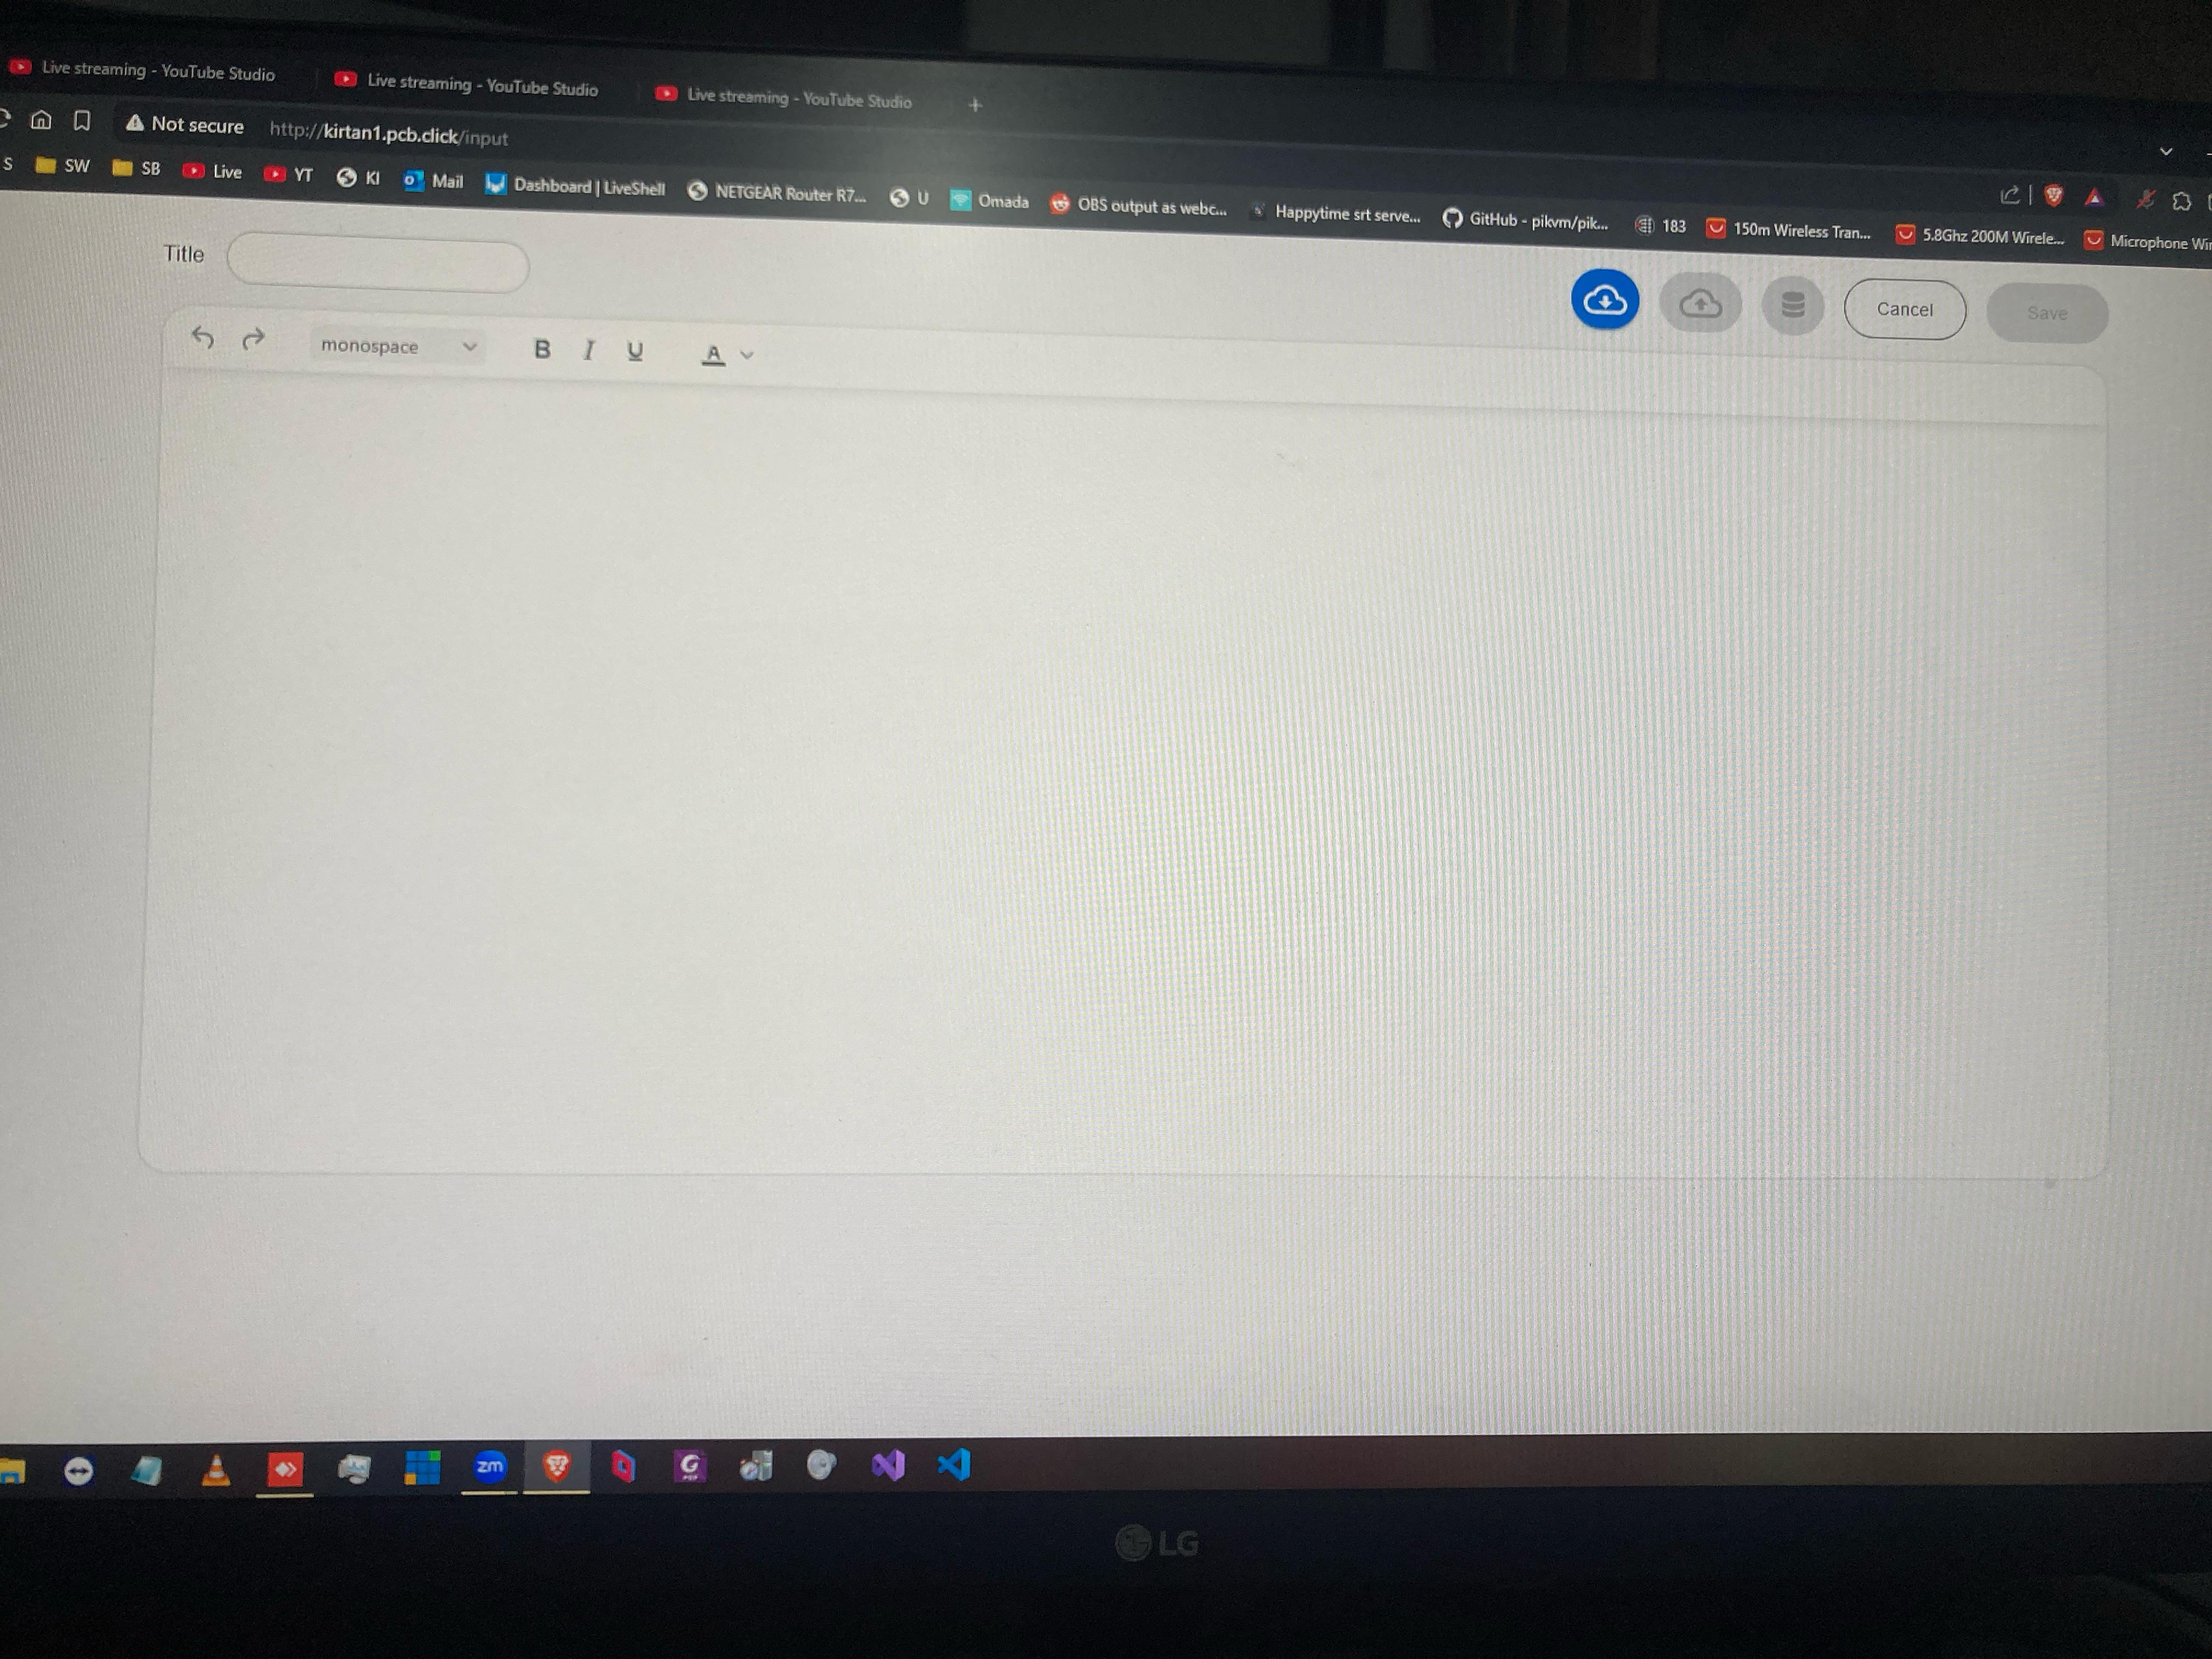 Live streaming - YouTube Studio
Live streaming - YouTube Studio
Live streaming - YouTube Studio
Not secure http://kirtan1.pcb.click/input
S SW SB Live YT KI Mail Dashboard | LiveShell NETGEAR Router R7... U Omada OBS output as webc... Happytime srt serve... GitHub - pikvm/pik... 183 150m Wireless Tran... 5.8Ghz 200M Wirele... Microphone Wir
Title
Cancel
Save
monospace B I U A
zm
G
LG